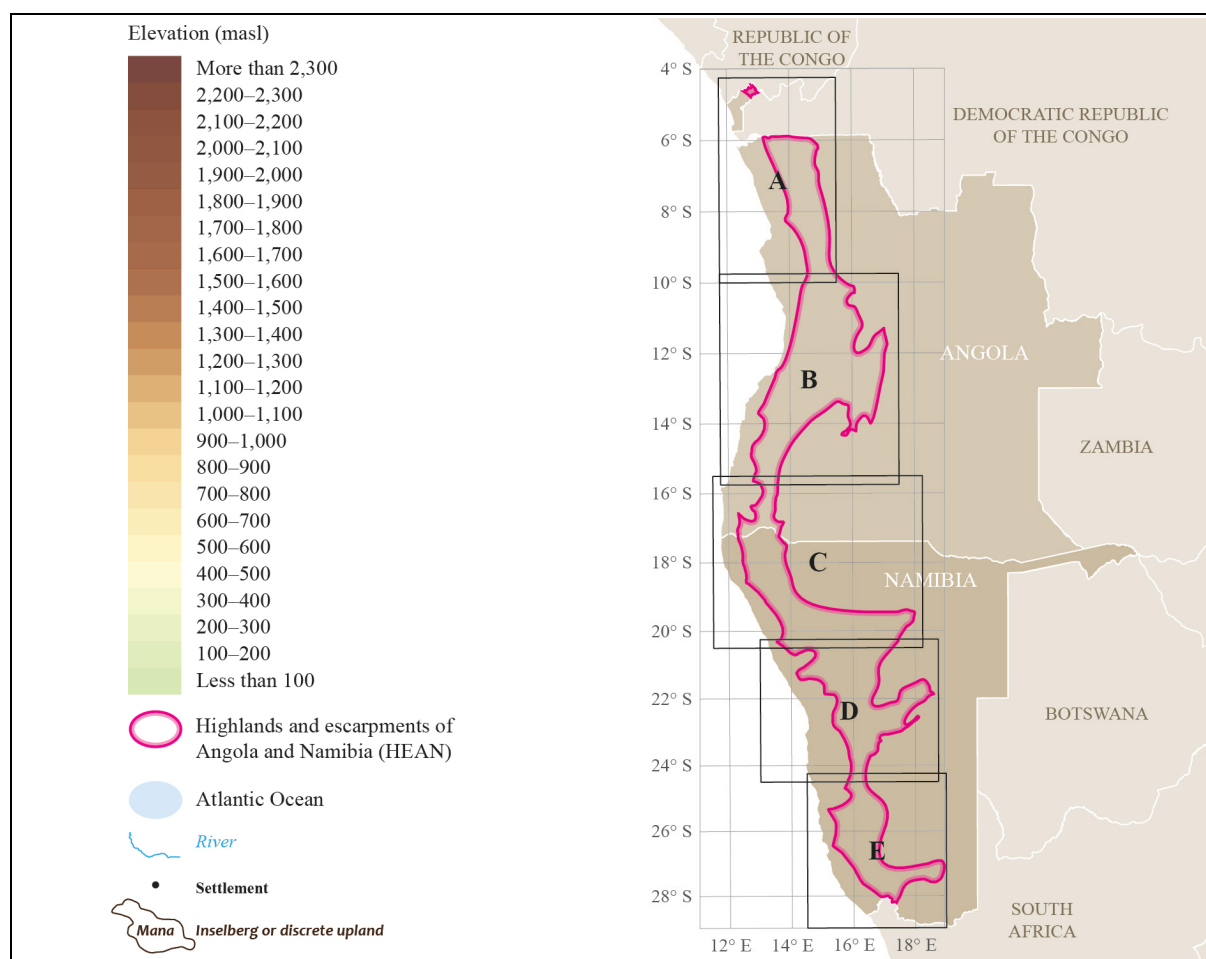 Elevation (masl)
More than 2,300
2,200–2,300
2,100–2,200
2,000–2,100
1,900–2,000
1,800–1,900
1,700–1,800
1,600–1,700
1,500–1,600
1,400–1,500
1,300–1,400
1,200–1,300
1,100–1,200
1,000–1,100
900–1,000
800–900
700–800
600–700
500–600
400–500
300–400
200–300
100–200
Less than 100
Highlands and escarpments of
Angola and Namibia (HEAN)
Atlantic Ocean
River
Settlement
Mana
Inselberg or discrete upland
REPUBLIC OF
THE CONGO
4° S
DEMOCRATIC REPUBLIC
OF THE CONGO
6° S
A
8° S
10° S
12° S
ANGOLA
B
14° S
ZAMBIA
16° S
18° S
C
NAMIBIA
20° S
22° S
D
BOTSWANA
24° S
26° S
E
28° S
SOUTH
AFRICA
12° E
14° E
16° E
18° E